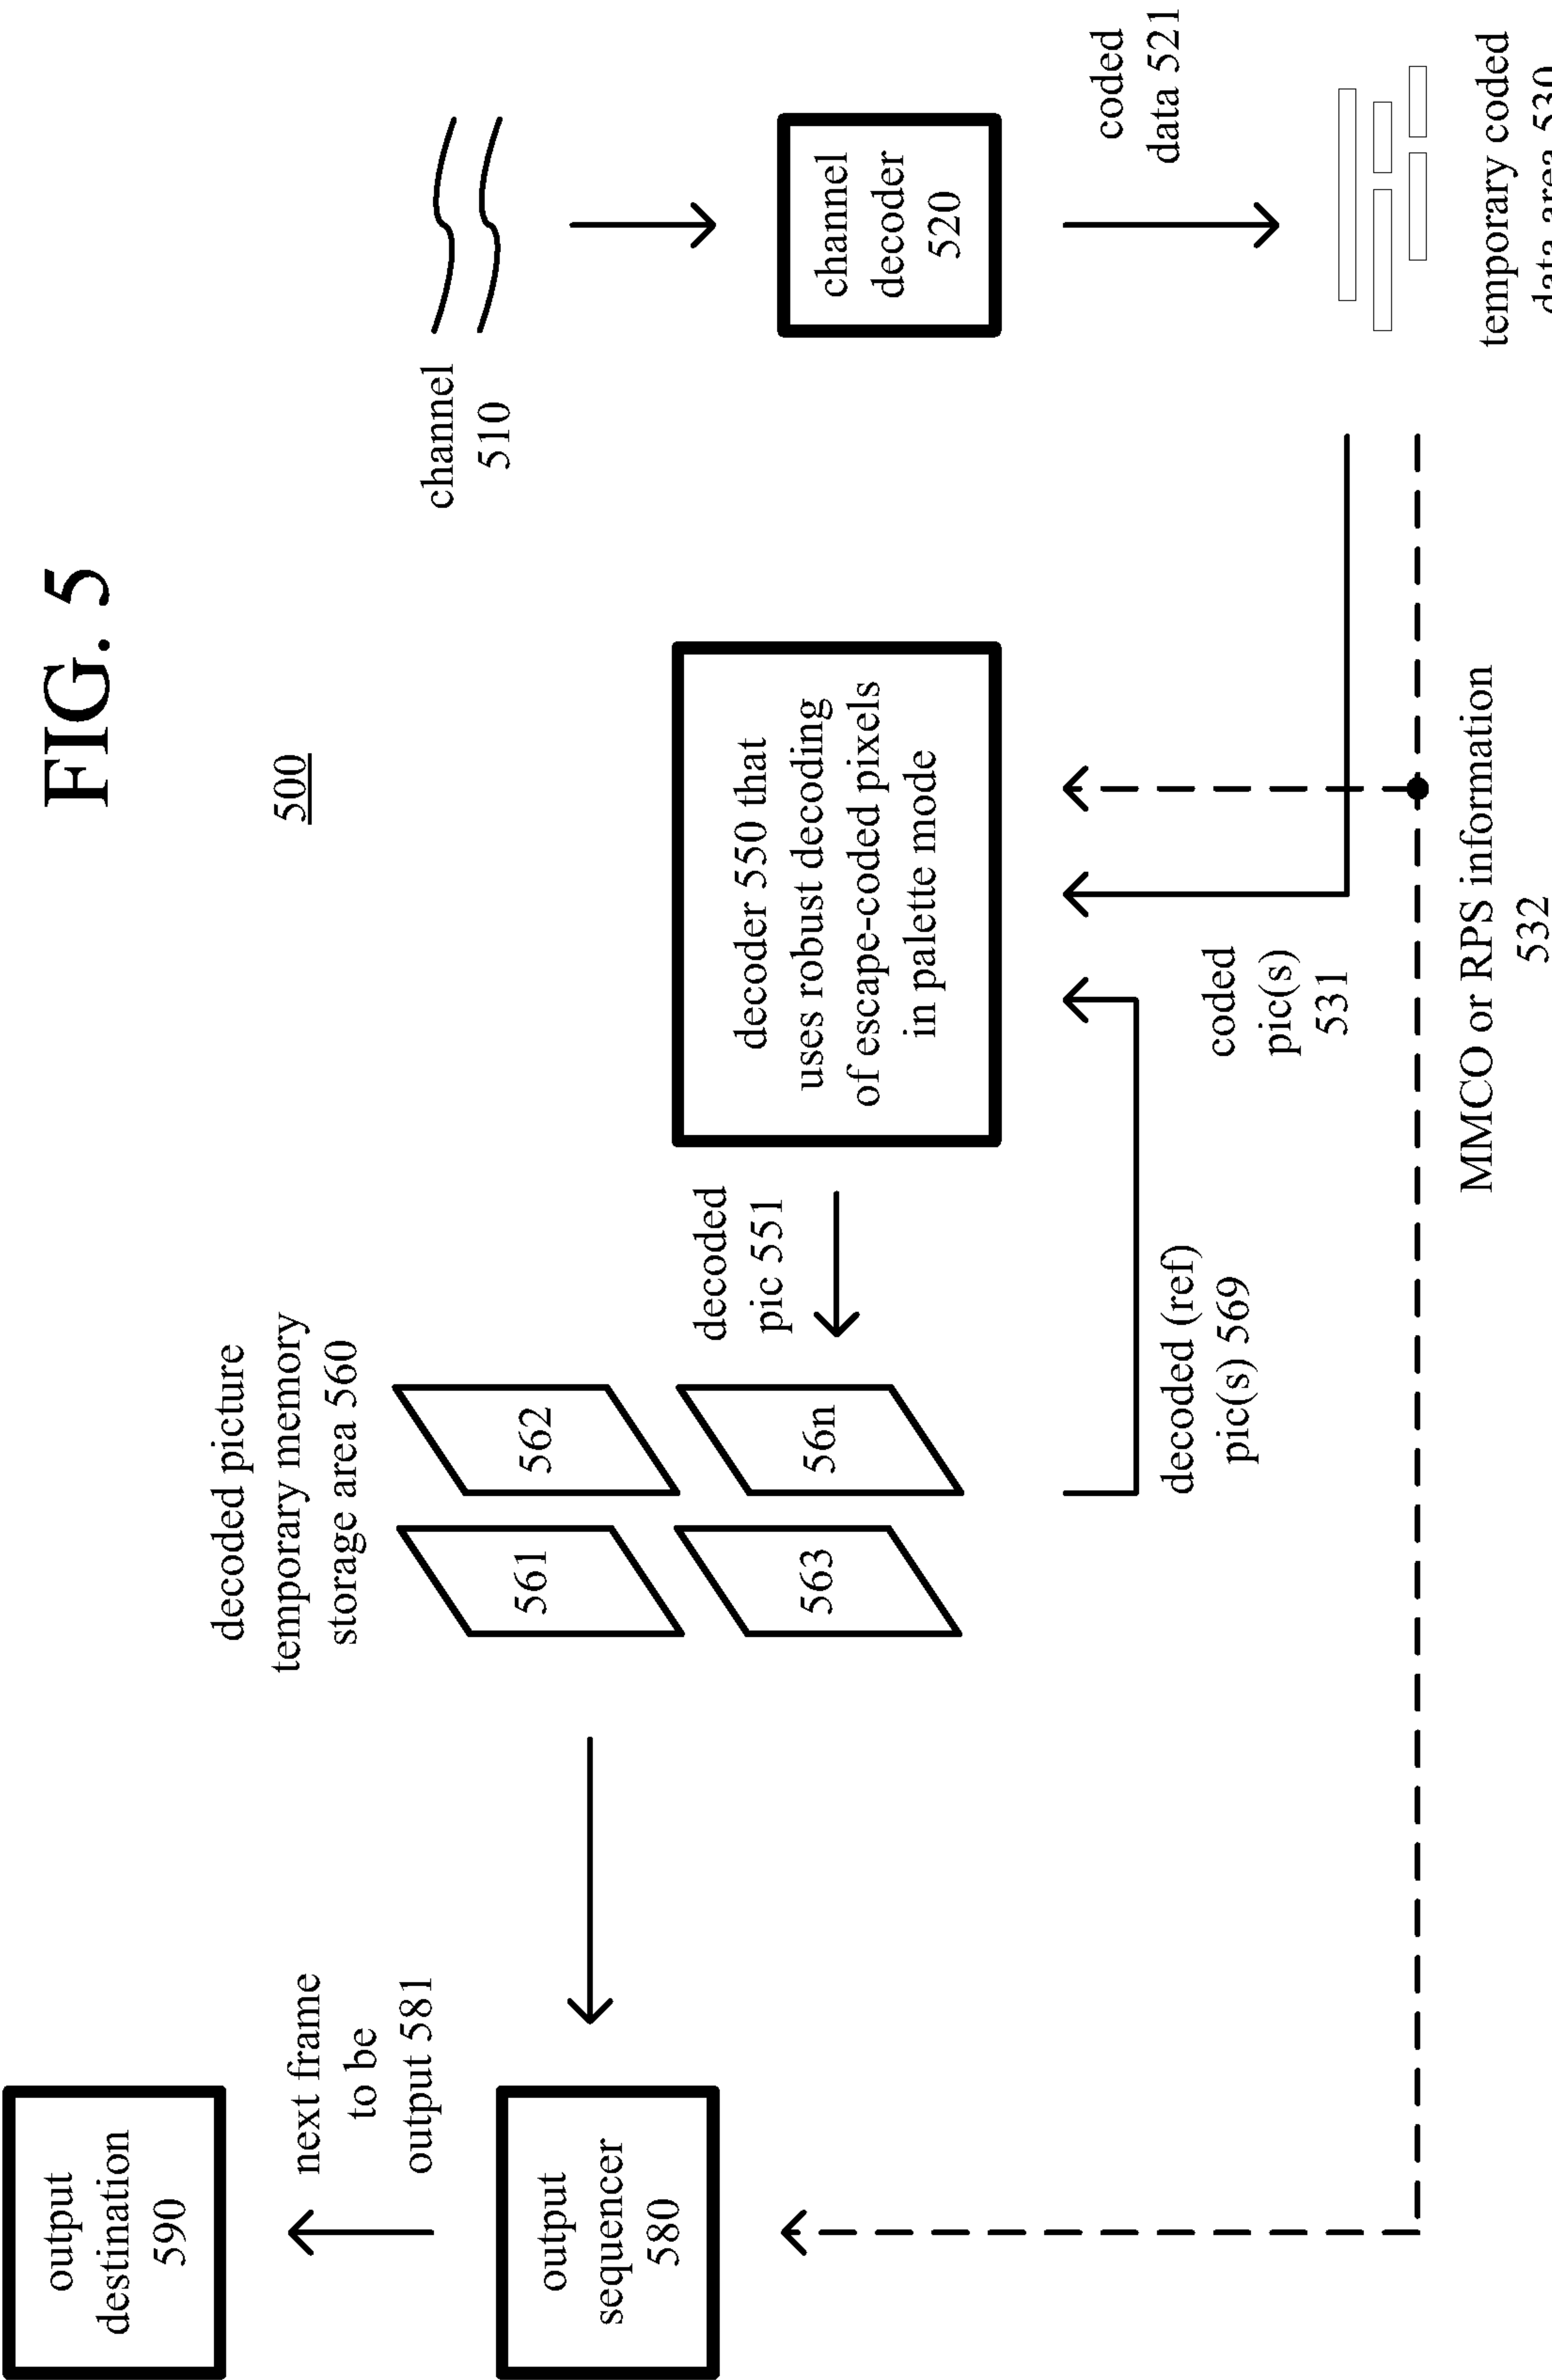 FIG. 5
500
output
destination
590
next frame
to be
output 581
output
sequencer
580
decoded picture
temporary memory
storage area 560
561
562
563
56n
decoded
pic 551
decoder 550 that
uses robust decoding
of escape-coded pixels
in palette mode
decoded (ref)
pic(s) 569
coded
pic(s)
531
channel
510
channel
decoder
520
coded
data 521
temporary coded
data area 530
MMCO or RPS information
532